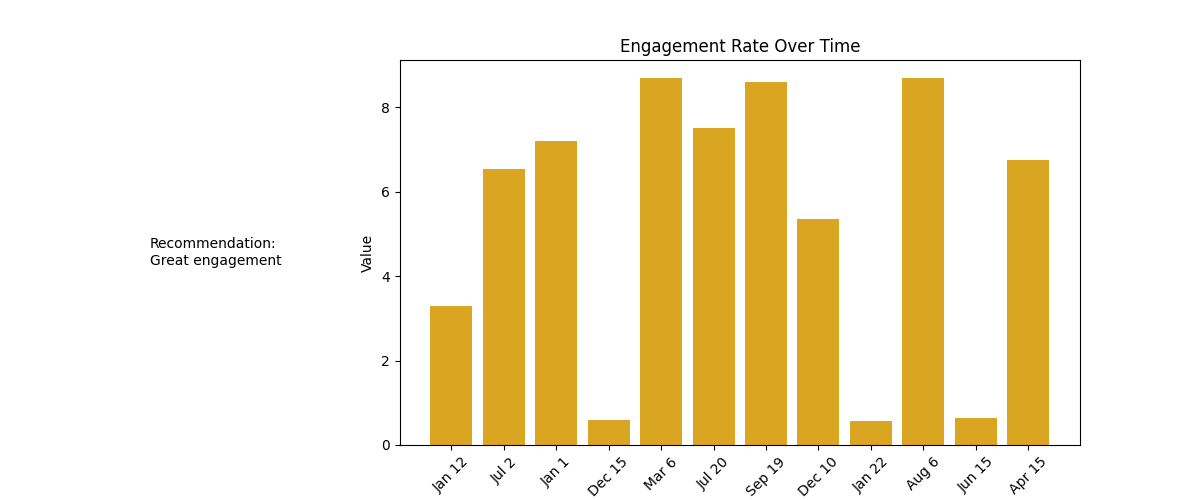 Engagement Rate Over Time
Recommendation:
Great engagement
Value
8
6
4
2
0
Jan 12
Jul 2
Jan 1
Dec 15
Mar 6
Jul 20
Sep 19
Dec 10
Jan 22
Aug 6
Jun 15
Apr 15